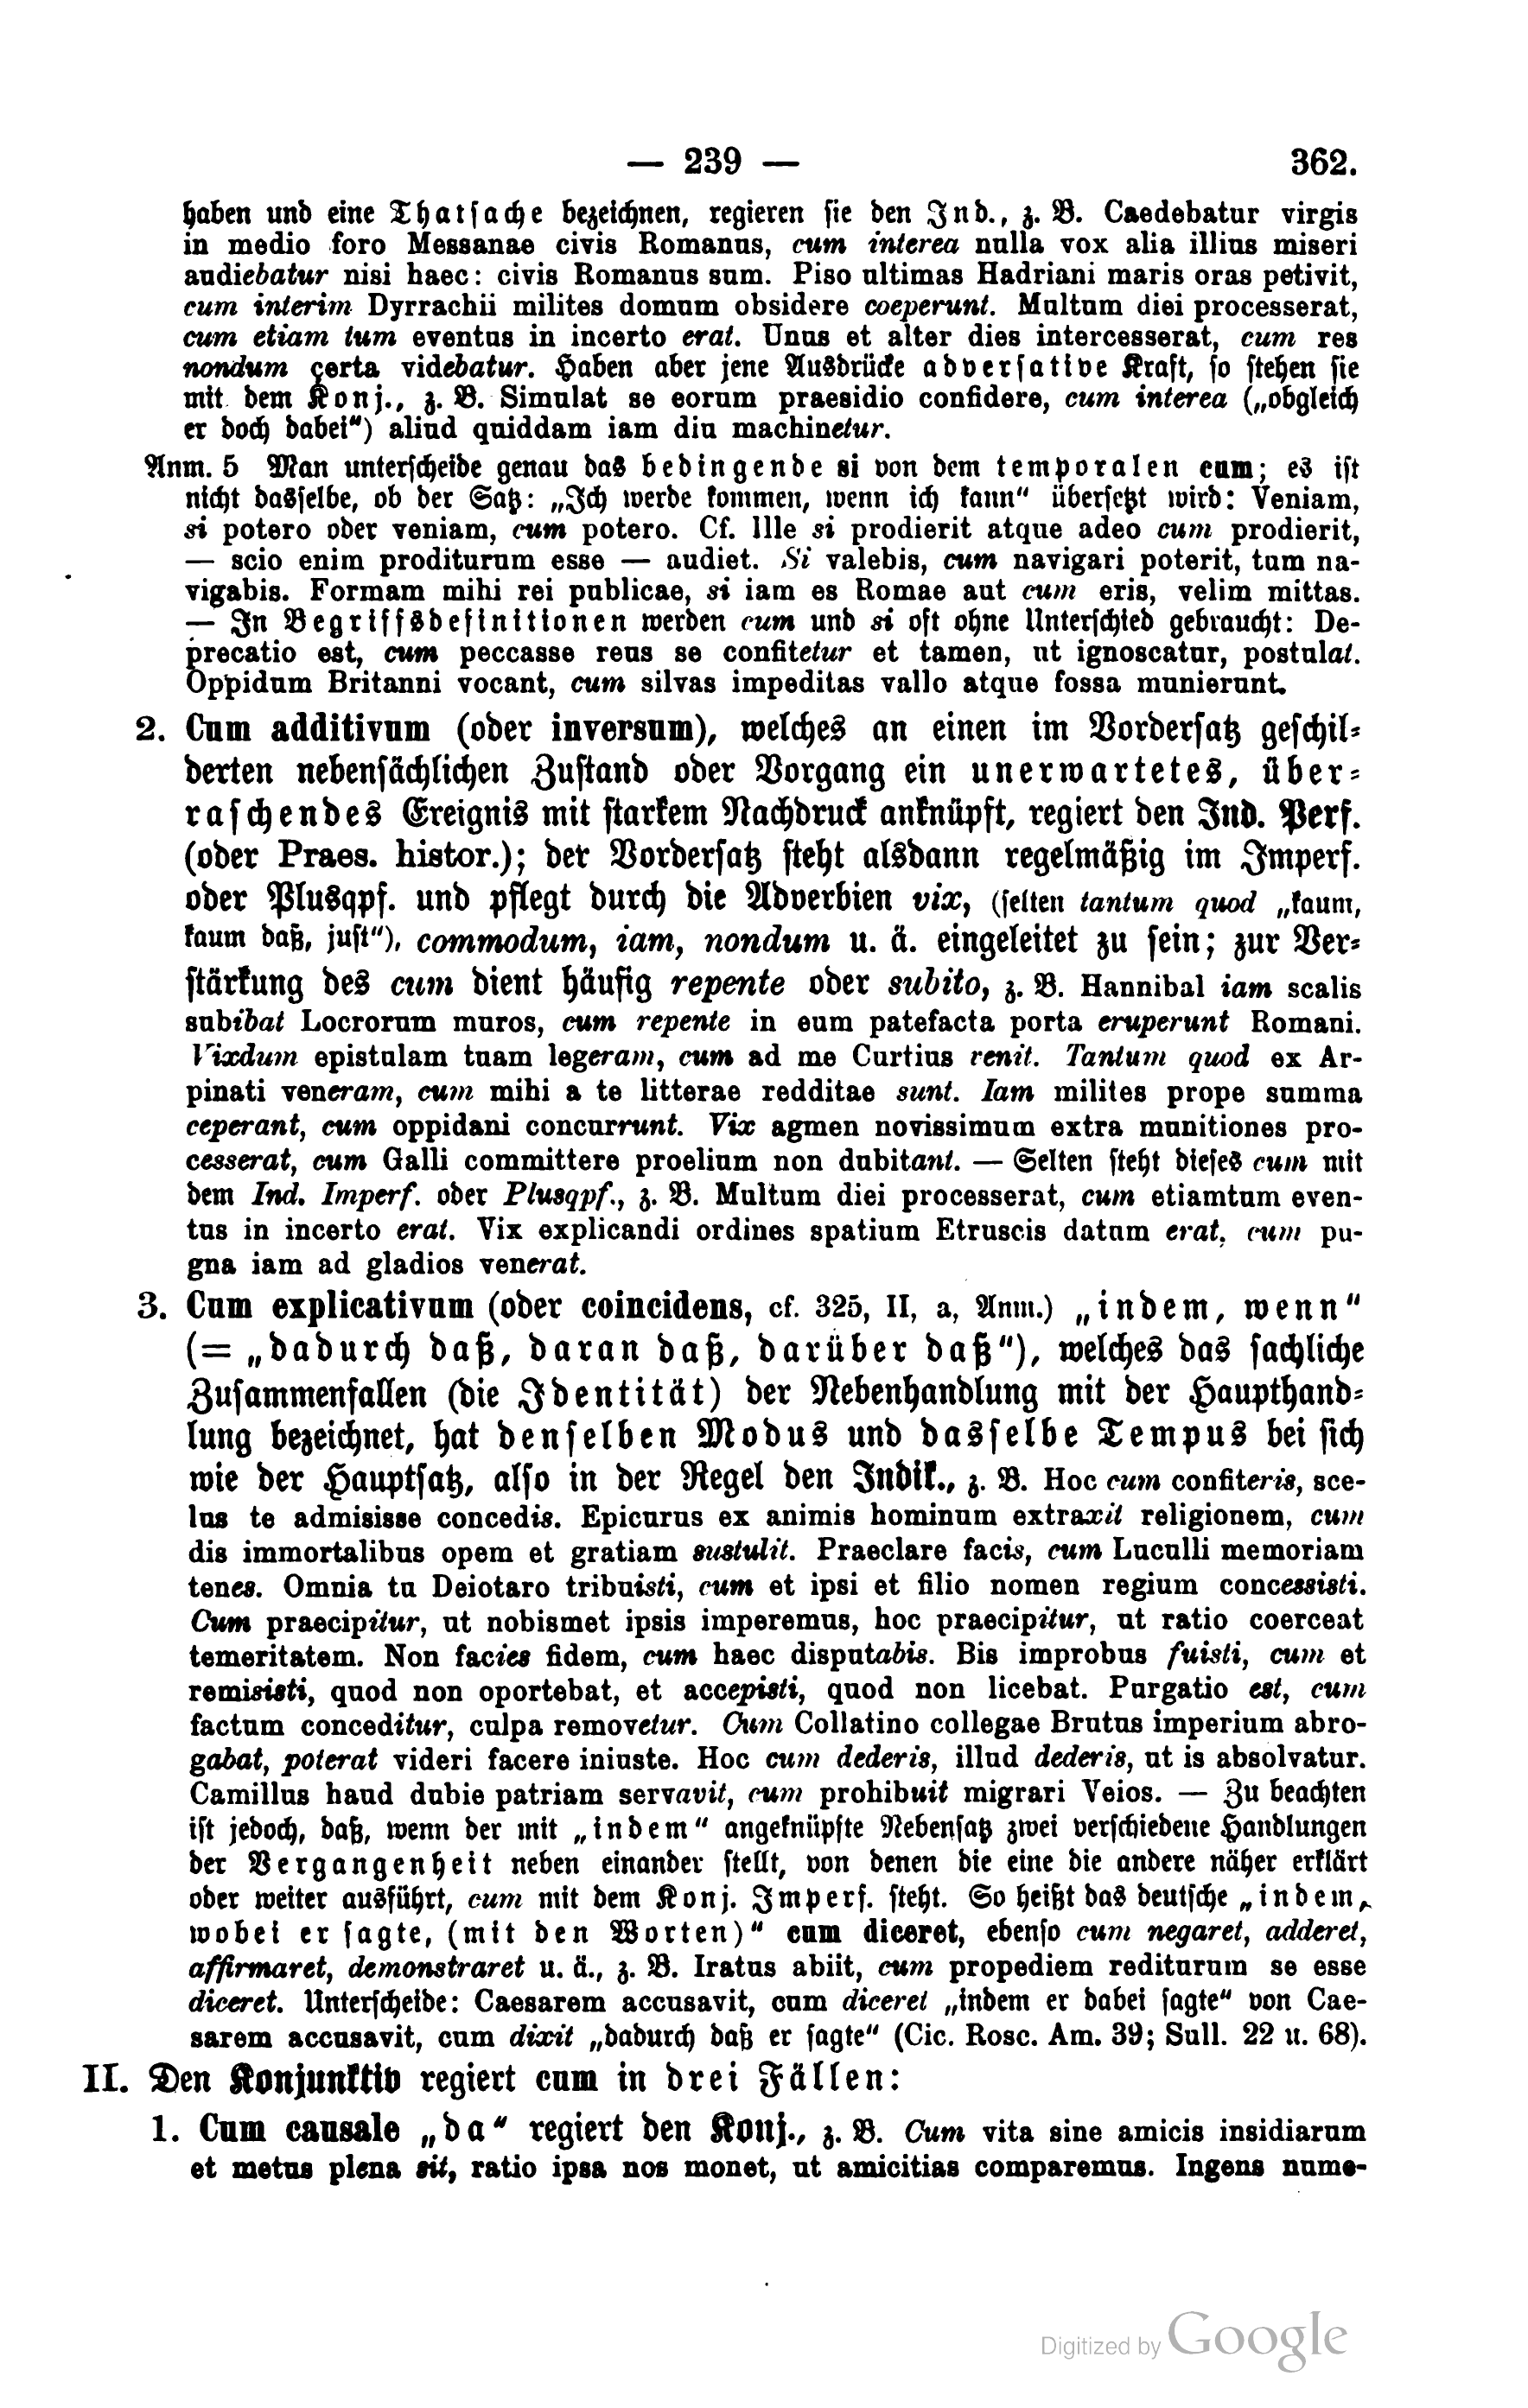 — 239 —
362.
haben und eine Thatsache bezeichnen, regieren sie den Ind., z. B. Caedebatur virgis
in medio foro Messanae civis Romanus, cum interea nulla vox alia illius miseri
audiebatur nisi haec: civis Romanus sum. Piso ultimas Hadriani maris oras petivit,
cum interim Dyrrachii milites domum obsidere coeperunt. Multum diei processerat,
cum etiam tum eventus in incerto erat. Unus et alter dies intercesserat, cum res
nondum certa videbatur. Haben aber jene Ausdrücke adversative Kraft, so stehen sie
mit dem Konj., z. B. Simulat se eorum praesidio confidere, cum interea („obgleich
er doch dabei“) aliud quiddam iam diu machinetur.
Anm. 5 Man unterscheide genau das bedingende si von dem temporalen cum; es ist
nicht dasselbe, ob der Satz: „Ich werde kommen, wenn ich kann“ übersetzt wird: Veniam,
si potero oder veniam, cum potero. Cf. Ille si prodierit atque adeo cum prodierit,
— scio enim proditurum esse — audiet. Si valebis, cum navigari poterit, tum na-
vigabis. Formam mihi rei publicae, si iam es Romae aut cum eris, velim mittas.
— In Begriffsdefinitionen werden cum und si oft ohne Unterschied gebraucht: De-
precatio est, cum peccasse reus se confitetur et tamen, ut ignoscatur, postulat.
Oppidum Britanni vocant, cum silvas impeditas vallo atque fossa munierunt.
2. Cum additivum (oder inversum), welches an einen im Vordersatz geschil-
derten nebensächlichen Zustand oder Vorgang ein unerwartetes, über-
raschendes Ereignis mit starkem Nachdruck anknüpft, regiert den Ind. Perf.
(oder Praes. histor.); der Vordersatz steht alsdann regelmäßig im Imperf.
oder Plusqpf. und pflegt durch die Adverbien vix, (selten tantum quod „kaum,
kaum daß, just“), commodum, iam, nondum u. ä. eingeleitet zu sein; zur Ver-
stärkung des cum dient häufig repente oder subito, z. B. Hannibal iam scalis
subibat Locrorum muros, cum repente in eum patefacta porta eruperunt Romani.
Vixdum epistulam tuam legeram, cum ad me Curtius venit. Tantum quod ex Ar-
pinati veneram, cum mihi a te litterae redditae sunt. Iam milites prope summa
ceperant, cum oppidani concurrunt. Vix agmen novissimum extra munitiones pro-
cesserat, cum Galli committere proelium non dubitant. — Selten steht dieses cum mit
dem Ind. Imperf. oder Plusqpf., z. B. Multum diei processerat, cum etiamtum even-
tus in incerto erat. Vix explicandi ordines spatium Etruscis datum erat, cum pu-
gna iam ad gladios venerat.
3. Cum explicativum (oder coincidens, cf. 325, II, a, Anm.) „indem, wenn“
(= „dadurch daß, daran daß, darüber daß“), welches das sachliche
Zusammenfallen (die Identität) der Nebenhandlung mit der Haupthand-
lung bezeichnet, hat denselben Modus und dasselbe Tempus bei sich
wie der Hauptsatz, also in der Regel den Indik., z. B. Hoc cum confiteris, sce-
lus te admisisse concedis. Epicurus ex animis hominum extraxit religionem, cum
dis immortalibus opem et gratiam sustulit. Praeclare facis, cum Luculli memoriam
tenes. Omnia tu Deiotaro tribuisti, cum et ipsi et filio nomen regium concessisti.
Cum praecipitur, ut nobismet ipsis imperemus, hoc praecipitur, ut ratio coerceat
temeritatem. Non facies fidem, cum haec disputabis. Bis improbus fuisti, cum et
remisisti, quod non oportebat, et accepisti, quod non licebat. Purgatio est, cum
factum conceditur, culpa removetur. Cum Collatino collegae Brutus imperium abro-
gabat, poterat videri facere iniuste. Hoc cum dederis, illud dederis, ut is absolvatur.
Camillus haud dubie patriam servavit, cum prohibuit migrari Veios. — Zu beachten
ist jedoch, daß, wenn der mit „indem“ angeknüpfte Nebensatz zwei verschiedene Handlungen
der Vergangenheit neben einander stellt, von denen die eine die andere näher erklärt
oder weiter ausführt, cum mit dem Konj. Imperf. steht. So heißt das deutsche „indem,
wobei er sagte, (mit den Worten)“ cum diceret, ebenso cum negaret, adderet,
affirmaret, demonstraret u. ä., z. B. Iratus abiit, cum propediem rediturum se esse
diceret. Unterscheide: Caesarem accusavit, cum diceret „indem er dabei sagte“ von Cae-
sarem accusavit, cum dixit „dadurch daß er sagte“ (Cic. Rosc. Am. 39; Sull. 22 u. 68).
II. Den Konjunktiv regiert cum in drei Fällen:
1. Cum causale „da“ regiert den Konj., z. B. Cum vita sine amicis insidiarum
et metus plena sit, ratio ipsa nos monet, ut amicitias comparemus. Ingens nume-
Digitized by Google